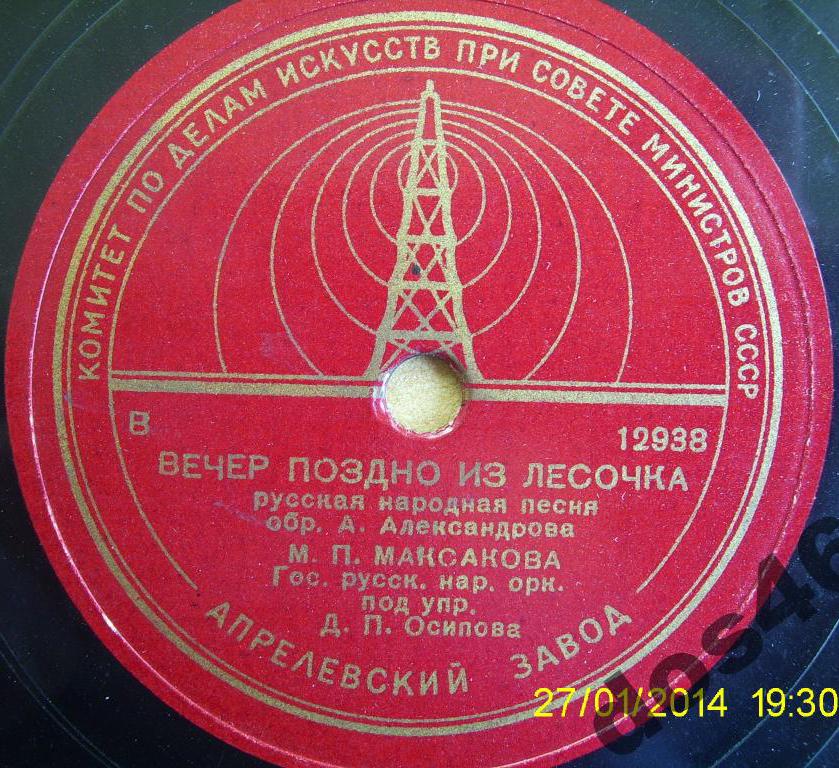 КОМИТЕТ ПО ДЕЛАМ ИСКУССТВ ПРИ СОВЕТЕ МИНИСТРОВ СССР
В 12938
ВЕЧЕР ПОЗДНО ИЗ ЛЕСОЧКА
русская народная песня
обр. А. Александрова
М. П. МАКСАКОВА
Гос. русск. нар. орк.
под упр.
Д. П. Осипова
АПРЕЛЕВСКИЙ ЗАВОД
27/01/2014 19:30
dos46